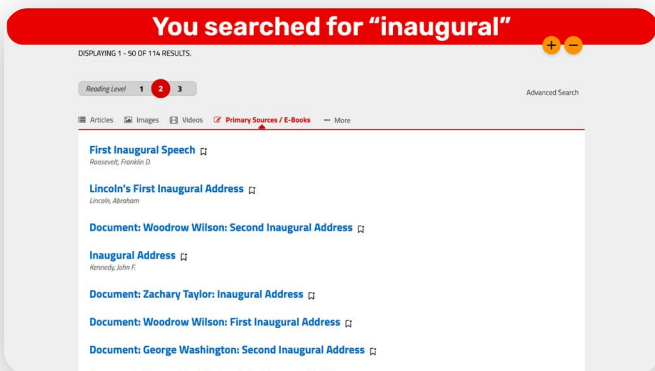 You searched for “inaugural”
DISPLAYING 1 - 50 OF 114 RESULTS.
+ −
Reading Level 1 2 3
Advanced Search
Articles Images Videos Primary Sources / E-Books ••• More
First Inaugural Speech
Roosevelt, Franklin D.
Lincoln's First Inaugural Address
Lincoln, Abraham
Document: Woodrow Wilson: Second Inaugural Address
Inaugural Address
Kennedy, John F.
Document: Zachary Taylor: Inaugural Address
Document: Woodrow Wilson: First Inaugural Address
Document: George Washington: Second Inaugural Address